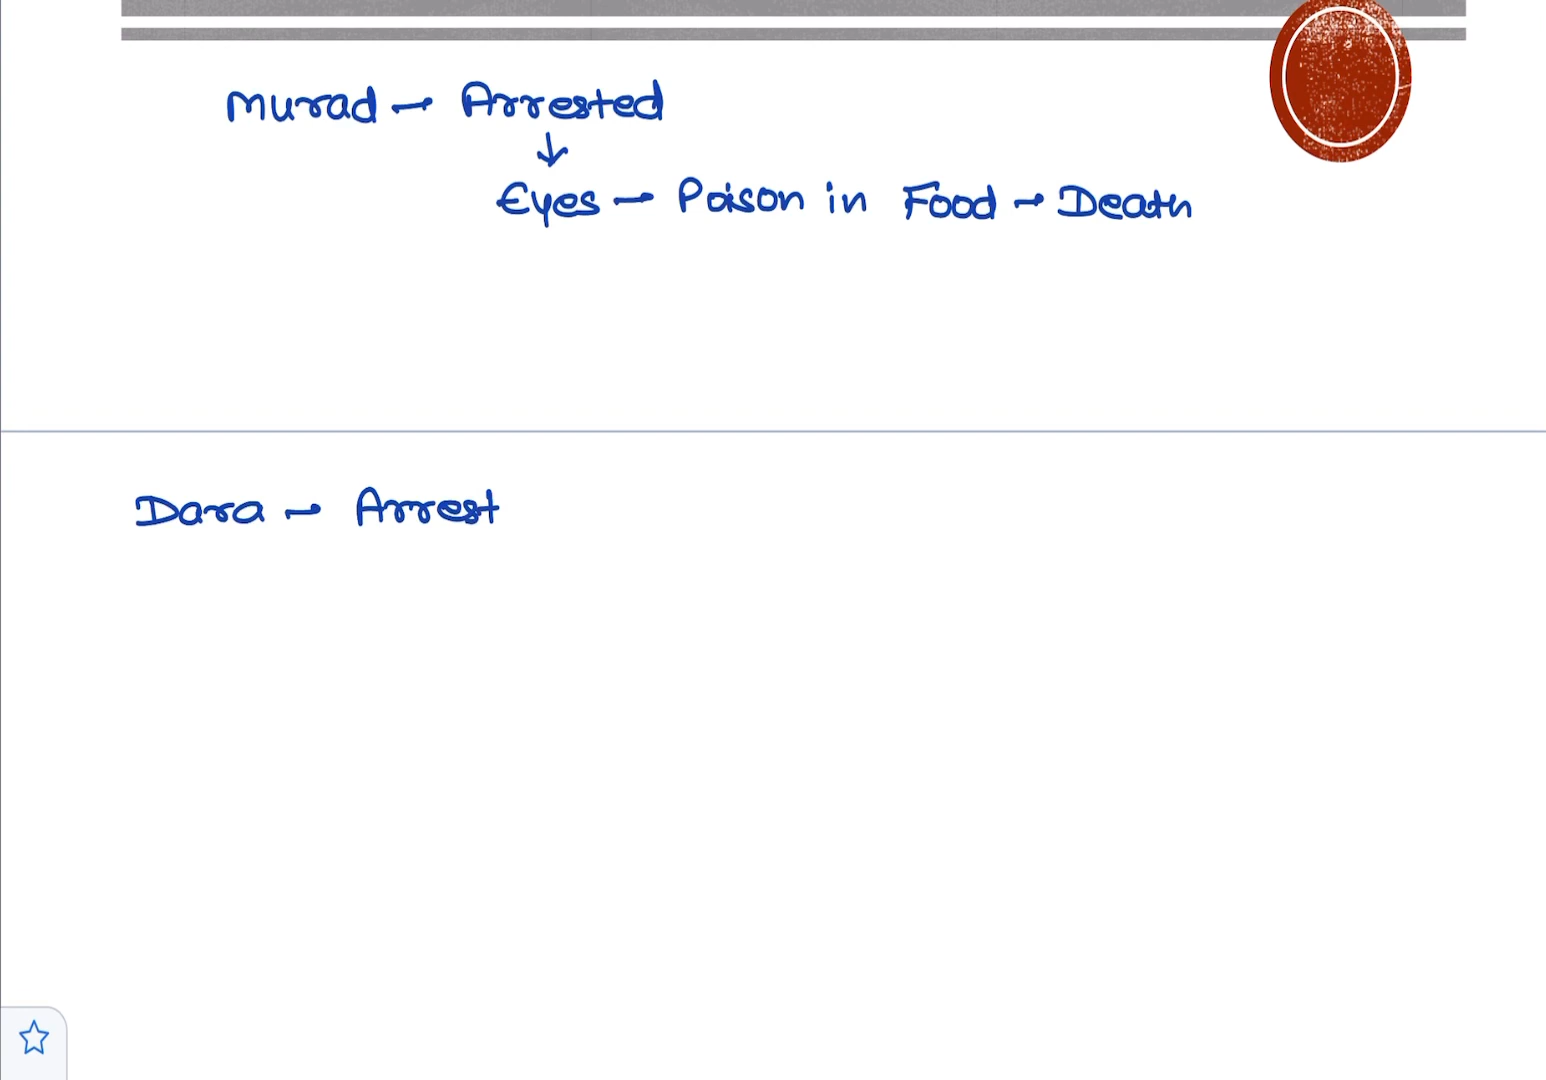 Murad → Arrested
↓
Eyes → Poison in Food → Death
Dara → Arrest